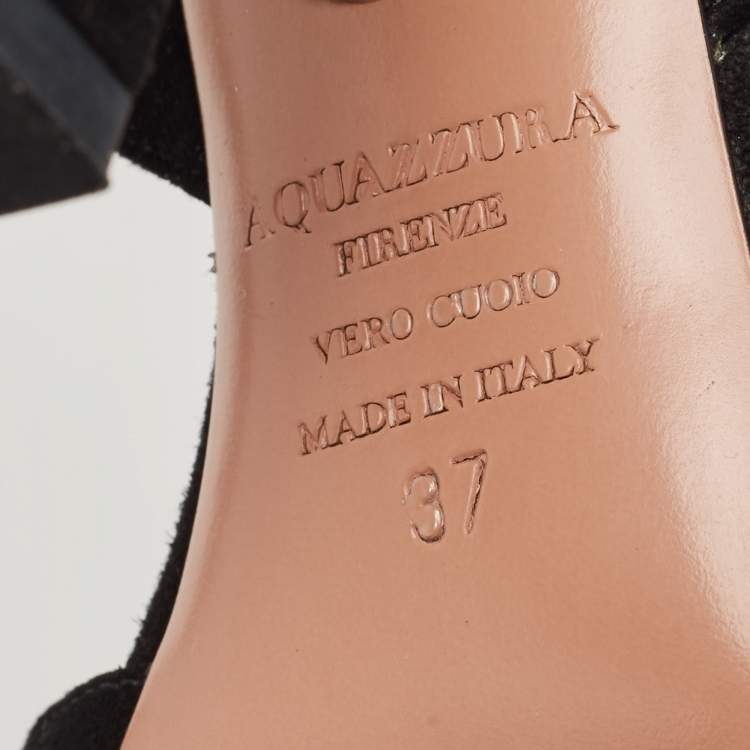 AQUAZZURA
FIRENZE
VERO CUOIO
MADE IN ITALY
37